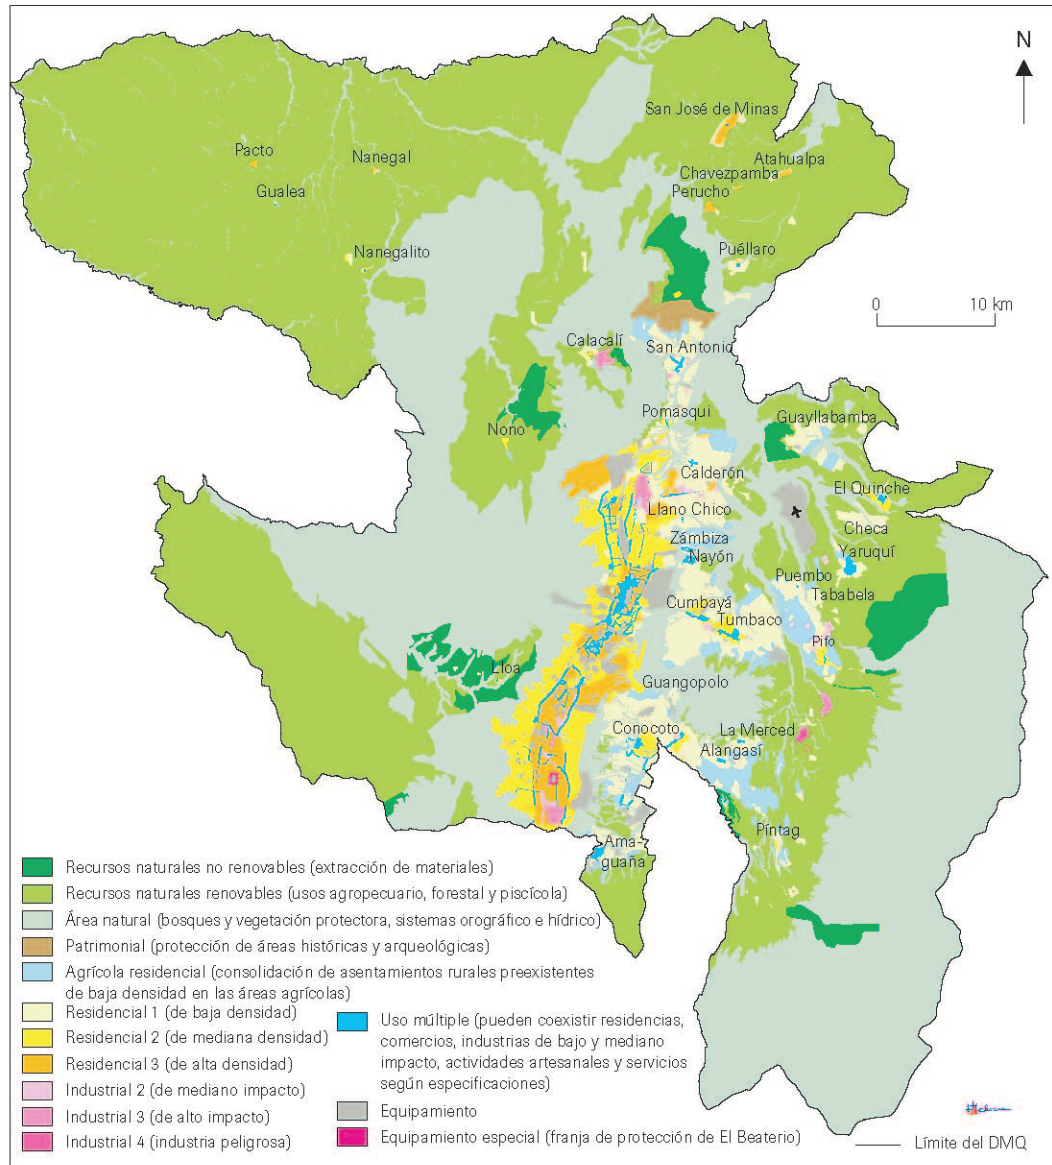 N
San José de Minas
Pacto
Nanegal
Atahualpa
Chavezpamba
Gualea
Perucho
Nanegalito
Puéllaro
0 10 km
Calacalí
San Antonio
Pomasqui
Guayllabamba
Nono
Calderón
El Quinche
Llano Chico
Checa
Zámbiza
Yaruquí
Nayón
Puembo
Tababela
Cumbayá
Tumbaco
Pifo
Lloa
Guangopolo
Conocoto
La Merced
Alangasí
Píntag
Ama-
guaña
Recursos naturales no renovables (extracción de materiales)
Recursos naturales renovables (usos agropecuario, forestal y piscícola)
Área natural (bosques y vegetación protectora, sistemas orográfico e hídrico)
Patrimonial (protección de áreas históricas y arqueológicas)
Agrícola residencial (consolidación de asentamientos rurales preexistentes
de baja densidad en las áreas agrícolas)
Residencial 1 (de baja densidad)
Residencial 2 (de mediana densidad)
Residencial 3 (de alta densidad)
Industrial 2 (de mediano impacto)
Industrial 3 (de alto impacto)
Industrial 4 (industria peligrosa)
Uso múltiple (pueden coexistir residencias,
comercios, industrias de bajo y mediano
impacto, actividades artesanales y servicios
según especificaciones)
Equipamiento
Equipamiento especial (franja de protección de El Beaterio)
Límite del DMQ